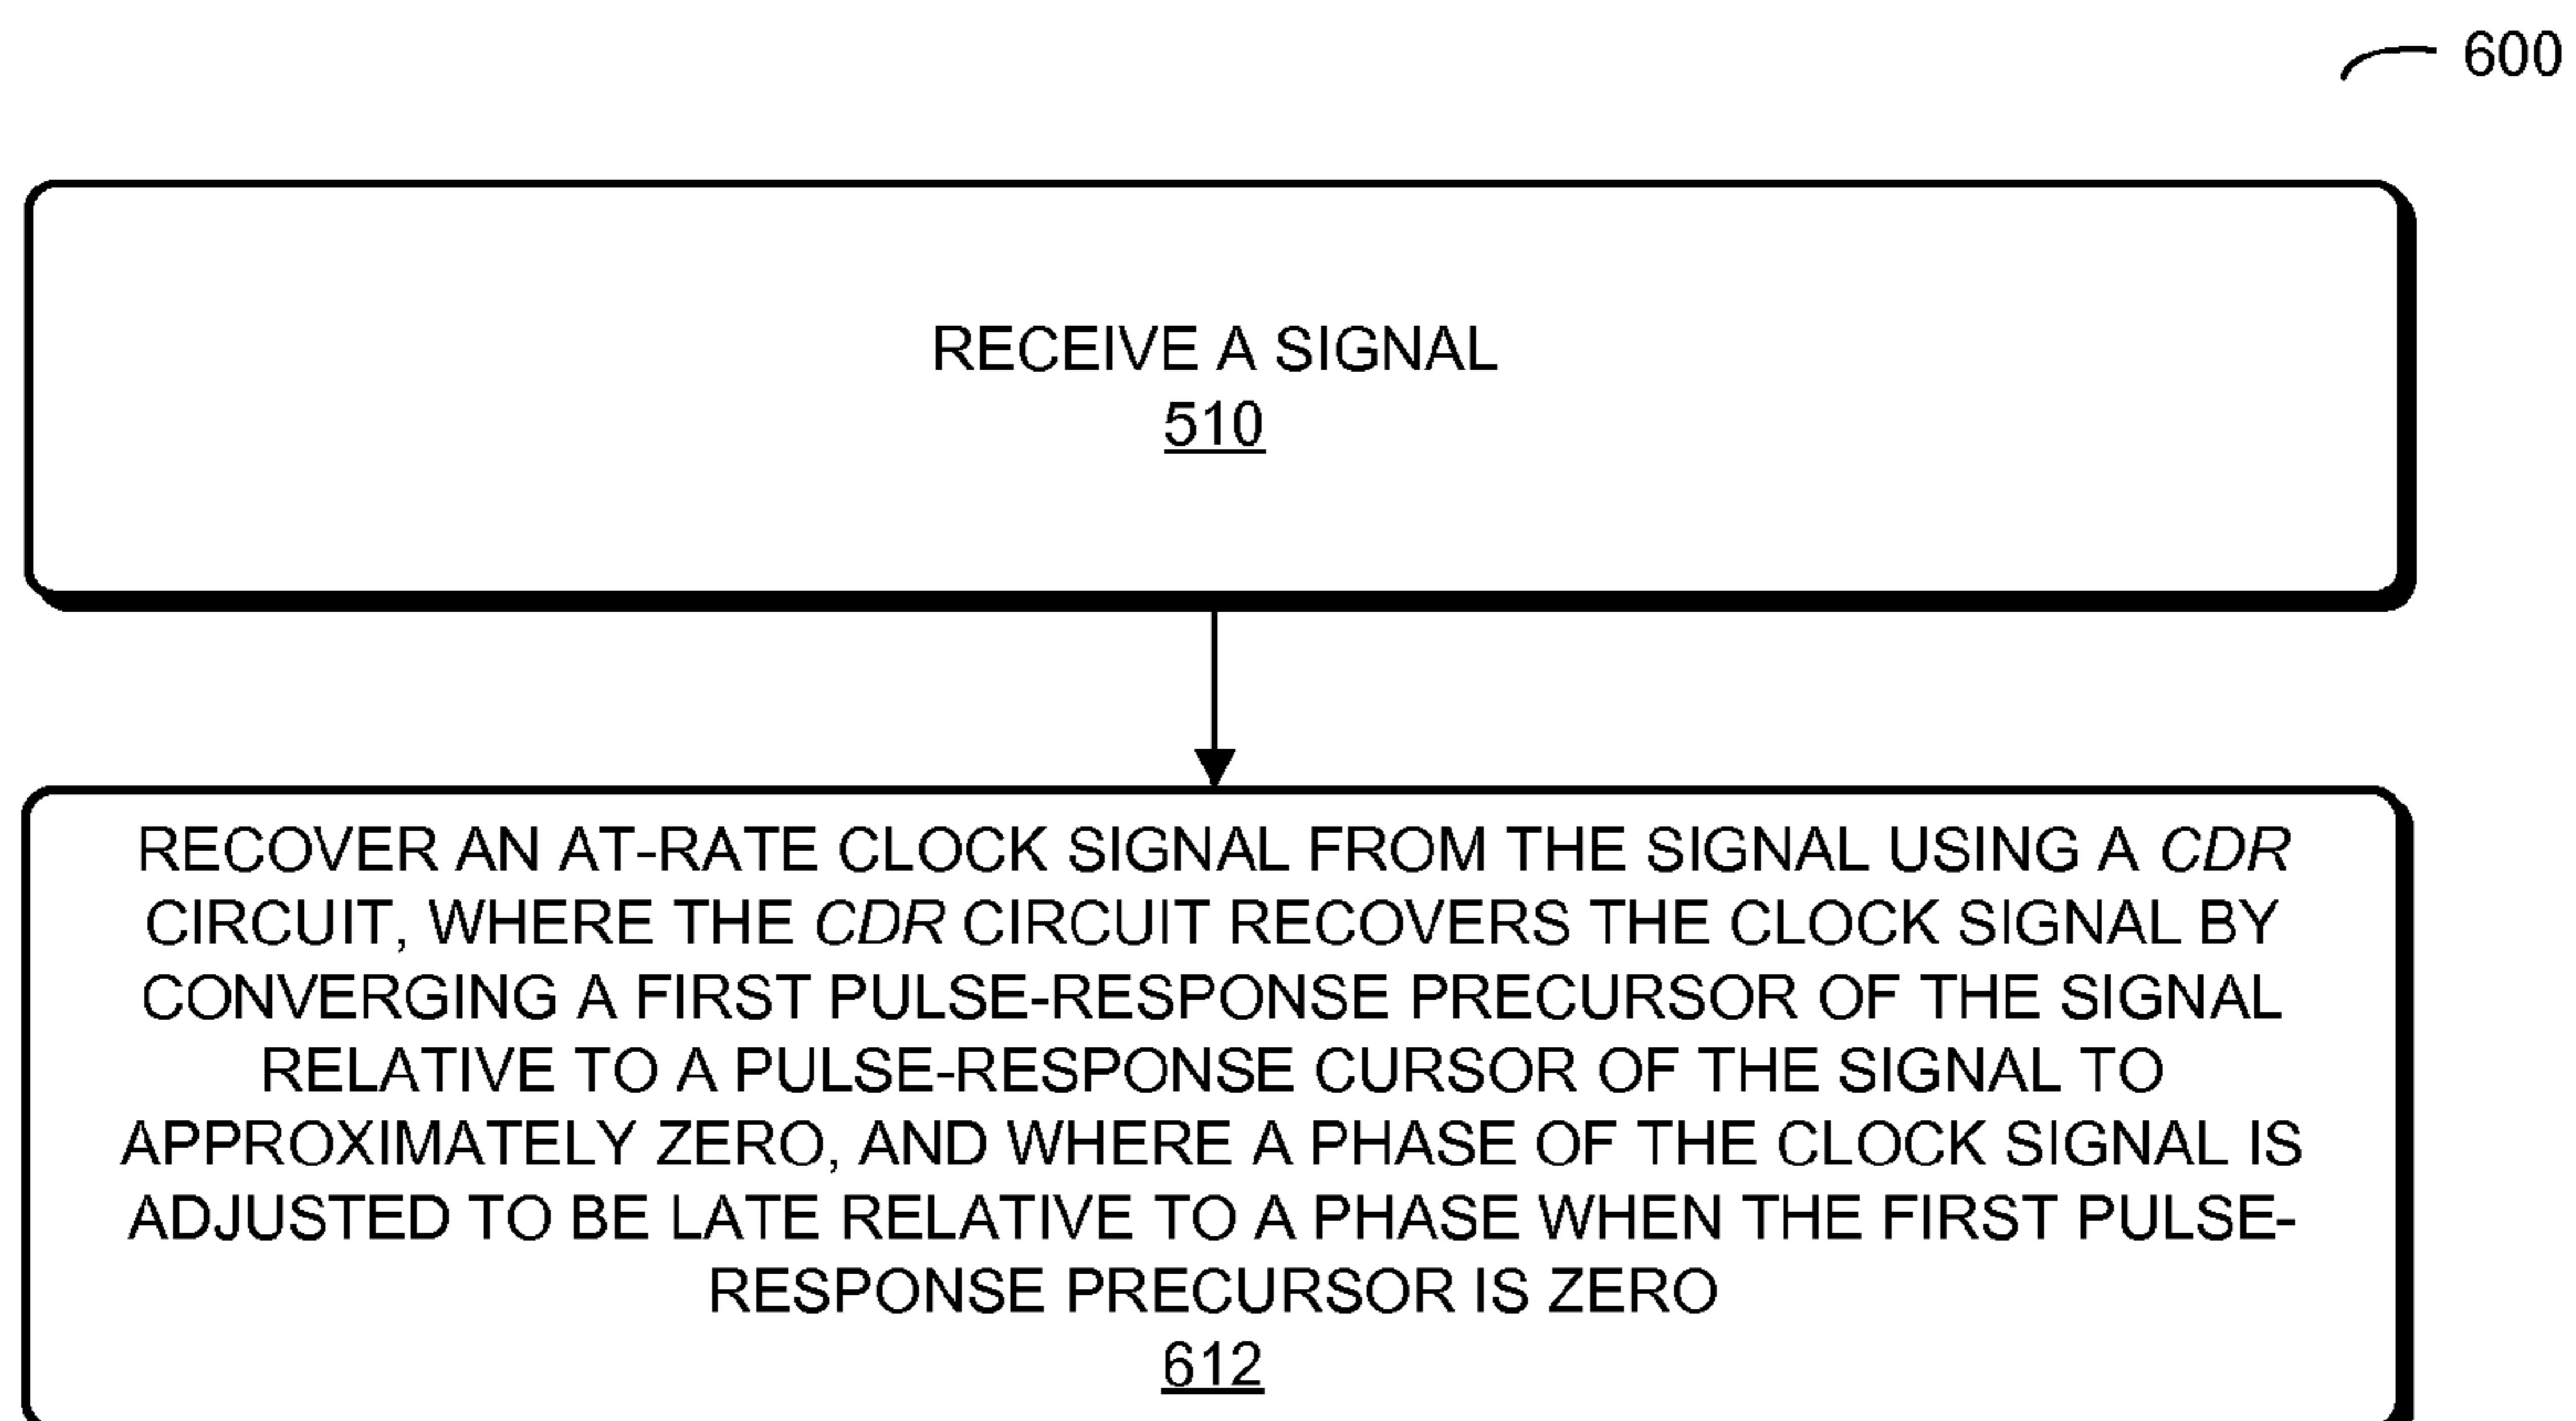 600
RECEIVE A SIGNAL
510
RECOVER AN AT-RATE CLOCK SIGNAL FROM THE SIGNAL USING A CDR
CIRCUIT, WHERE THE CDR CIRCUIT RECOVERS THE CLOCK SIGNAL BY
CONVERGING A FIRST PULSE-RESPONSE PRECURSOR OF THE SIGNAL
RELATIVE TO A PULSE-RESPONSE CURSOR OF THE SIGNAL TO
APPROXIMATELY ZERO, AND WHERE A PHASE OF THE CLOCK SIGNAL IS
ADJUSTED TO BE LATE RELATIVE TO A PHASE WHEN THE FIRST PULSE-
RESPONSE PRECURSOR IS ZERO
612